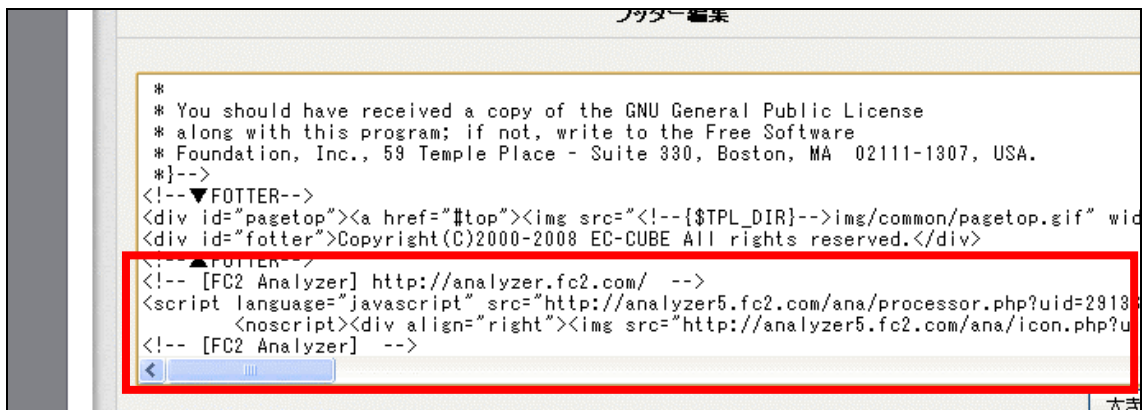 フッター編集
*
* You should have received a copy of the GNU General Public License
* along with this program; if not, write to the Free Software
* Foundation, Inc., 59 Temple Place - Suite 330, Boston, MA  02111-1307, USA.
*}-->
<!--▼FOTTER-->
<div id="pagetop"><a href="#top"><img src="<!--{$TPL_DIR}-->img/common/pagetop.gif" wid
<div id="fotter">Copyright(C)2000-2008 EC-CUBE All rights reserved.</div>
<!--▲FOTTER-->
<!-- [FC2 Analyzer] http://analyzer.fc2.com/  -->
<script language="javascript" src="http://analyzer5.fc2.com/ana/processor.php?uid=2913
<noscript><div align="right"><img src="http://analyzer5.fc2.com/ana/icon.php?u
<!-- [FC2 Analyzer]  -->